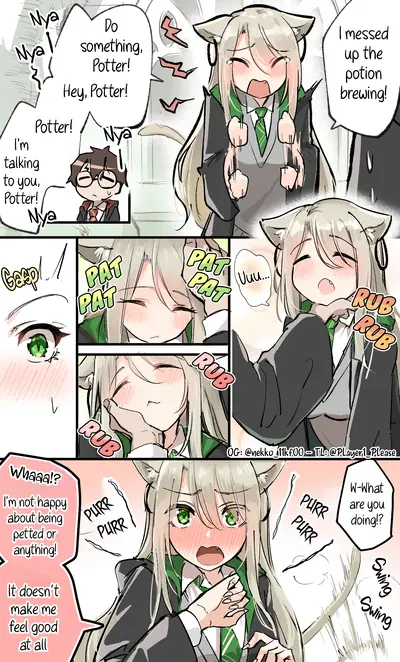 I messed
up the
potion
brewing!
Do
something,
Potter!
Hey, Potter!
Nya
Nya
Potter!
I'm
talking
to you,
Potter!
Nya
Nya
Uuu...
RUB
RUB
PAT
PAT
PAT
PAT
RUB
RUB
Gasp
OG: @nekko_111kf00 – TL: @Player1_Please
W-What
are you
doing!?
PURR
PURR
PURR
PURR
Swing
Swing
Whaaa!?
I'm not happy
about being
petted or
anything!
It doesn't
make me
feel good
at all